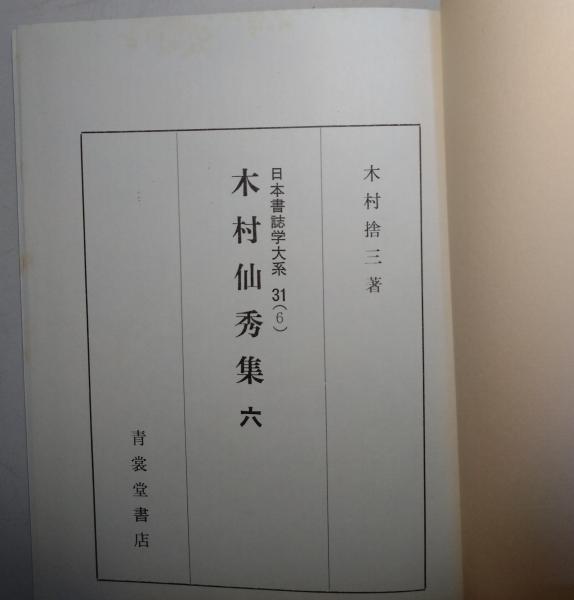 木村捨三著
日本書誌学大系 31(6)
木村仙秀集 六
青裳堂書店